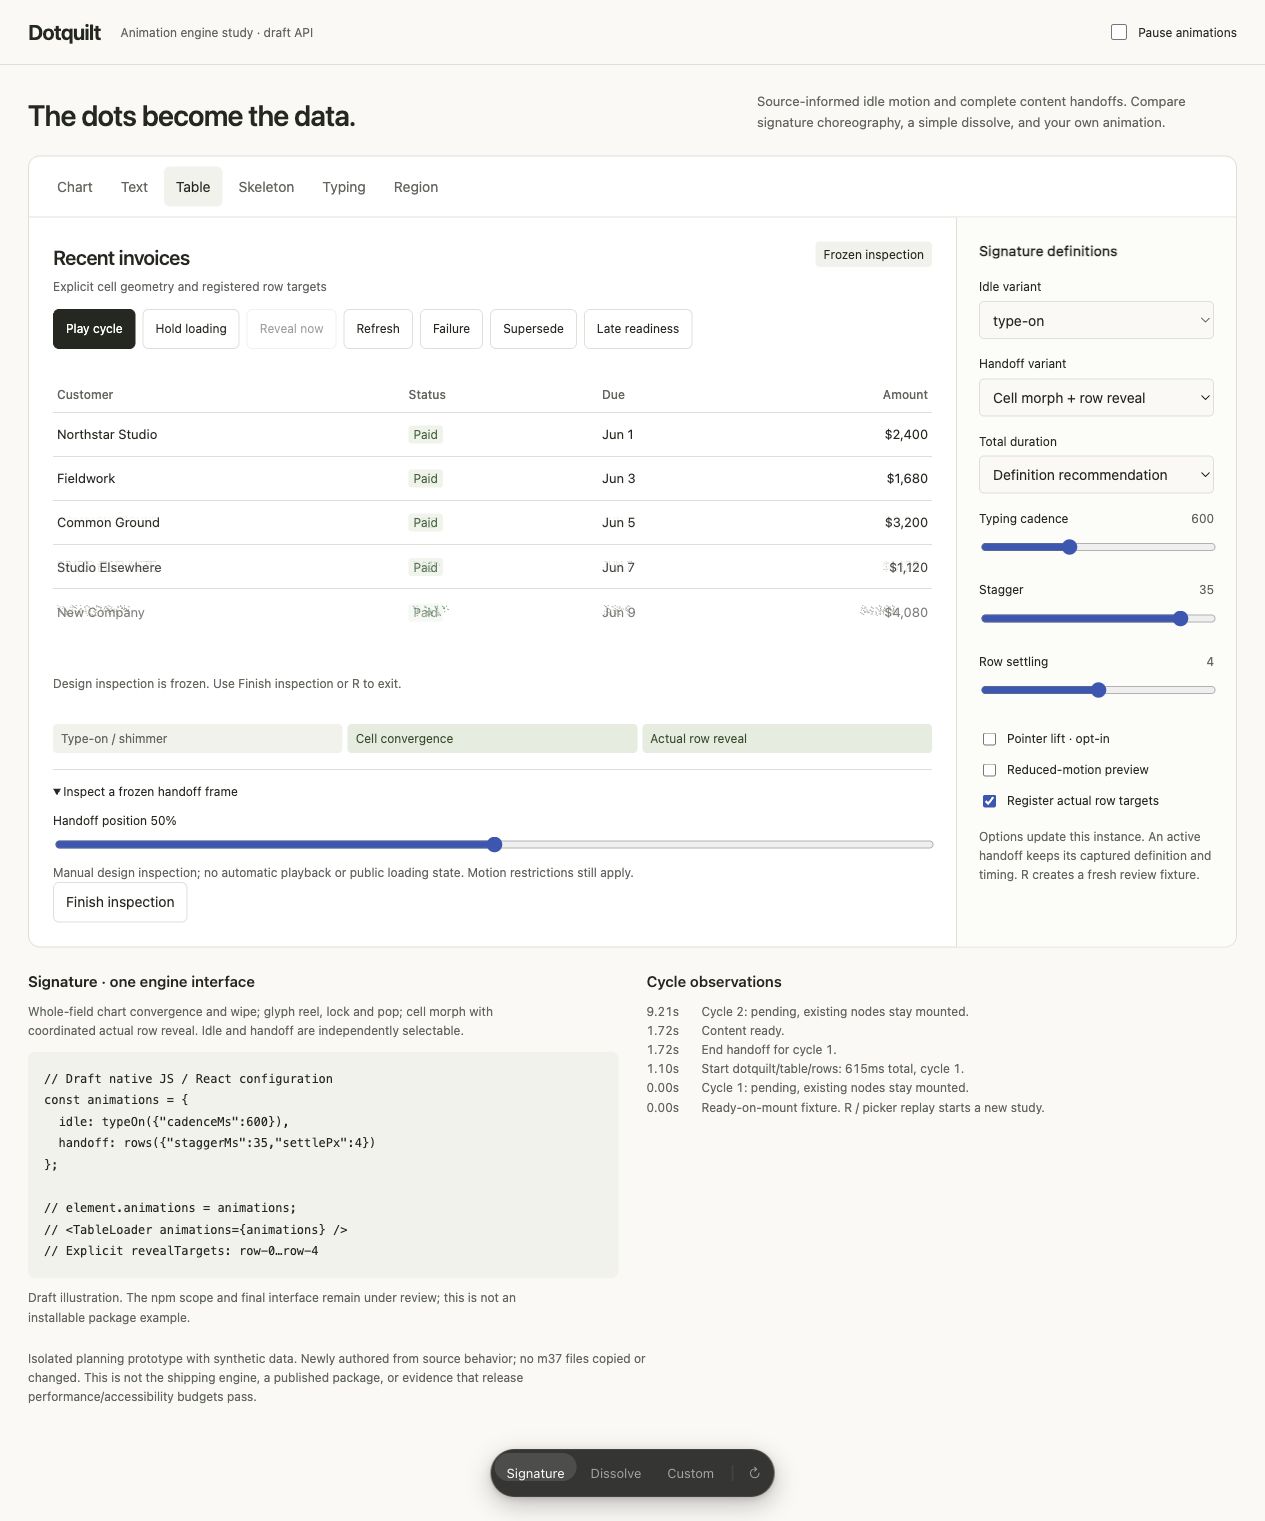 Dotquilt
Animation engine study · draft API
Pause animations
The dots become the data.
Source-informed idle motion and complete content handoffs. Compare
signature choreography, a simple dissolve, and your own animation.
Chart Text Table Skeleton Typing Region
Recent invoices
Frozen inspection
Explicit cell geometry and registered row targets
Play cycle Hold loading Reveal now Refresh Failure Supersede Late readiness
Customer Status Due Amount
Northstar Studio Paid Jun 1 $2,400
Fieldwork Paid Jun 3 $1,680
Common Ground Paid Jun 5 $3,200
Studio Elsewhere Paid Jun 7 $1,120
New Company Paid Jun 9 $4,080
Design inspection is frozen. Use Finish inspection or R to exit.
Type-on / shimmer Cell convergence Actual row reveal
Inspect a frozen handoff frame
Handoff position 50%
Manual design inspection; no automatic playback or public loading state. Motion restrictions still apply.
Finish inspection
Signature definitions
Idle variant
type-on
Handoff variant
Cell morph + row reveal
Total duration
Definition recommendation
Typing cadence 600
Stagger 35
Row settling 4
Pointer lift · opt-in
Reduced-motion preview
Register actual row targets
Options update this instance. An active
handoff keeps its captured definition and
timing. R creates a fresh review fixture.
Signature · one engine interface
Whole-field chart convergence and wipe; glyph reel, lock and pop; cell morph with
coordinated actual row reveal. Idle and handoff are independently selectable.
// Draft native JS / React configuration
const animations = {
  idle: typeOn({"cadenceMs":600}),
  handoff: rows({"staggerMs":35,"settlePx":4})
};
// element.animations = animations;
// <TableLoader animations={animations} />
// Explicit revealTargets: row-0…row-4
Draft illustration. The npm scope and final interface remain under review; this is not an
installable package example.
Isolated planning prototype with synthetic data. Newly authored from source behavior; no m37 files copied or
changed. This is not the shipping engine, a published package, or evidence that release
performance/accessibility budgets pass.
Cycle observations
9.21s Cycle 2: pending, existing nodes stay mounted.
1.72s Content ready.
1.72s End handoff for cycle 1.
1.10s Start dotquilt/table/rows: 615ms total, cycle 1.
0.00s Cycle 1: pending, existing nodes stay mounted.
0.00s Ready-on-mount fixture. R / picker replay starts a new study.
Signature Dissolve Custom